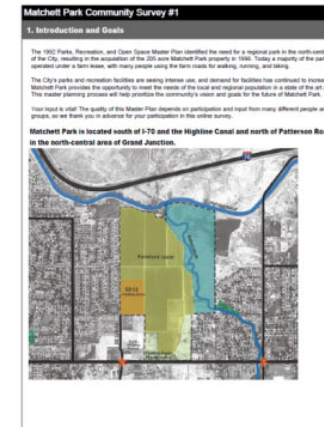 Matchett Park Community Survey #1
1. Introduction and Goals
The 1992 Parks, Recreation, and Open Space Master Plan identified the need for a regional park in the north-cent
of the City, resulting in the acquisition of the 205 acre Matchett Park property in 1996. Today a majority of the par
operated under a farm lease, with many people using the farm roads for walking, running, and biking.
The City's parks and recreation facilities are seeing intense use, and demand for facilities has continued to increas
Matchett Park provides the opportunity to meet the needs of the local and regional population in a state of the art
This master planning process will help prioritize the community's vision and goals for the future of Matchett Park.
Your input is vital! The quality of this Master Plan depends on participation and input from many different people a
groups, so we thank you in advance for your participation in this online survey.
Matchett Park is located south of I-70 and the Highline Canal and north of Patterson Ro
in the north-central area of Grand Junction.